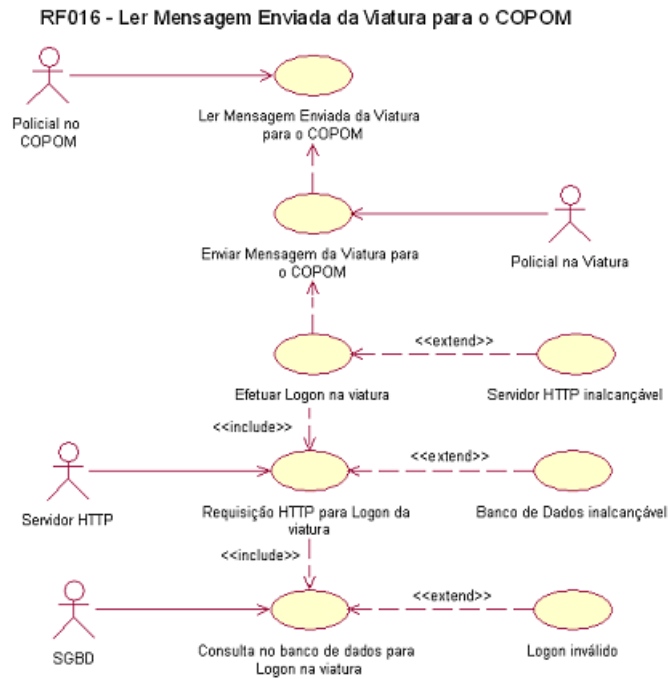 RF016 - Ler Mensagem Enviada da Viatura para o COPOM
Policial no
COPOM
Ler Mensagem Enviada da Viatura
para o COPOM
Enviar Mensagem da Viatura para
o COPOM
Policial na Viatura
<<extend>>
Efetuar Logon na viatura
Servidor HTTP inalcançável
<<include>>
<<extend>>
Servidor HTTP
Requisição HTTP para Logon da
viatura
Banco de Dados inalcançável
<<include>>
<<extend>>
SGBD
Consulta no banco de dados para
Logon na viatura
Logon inválido